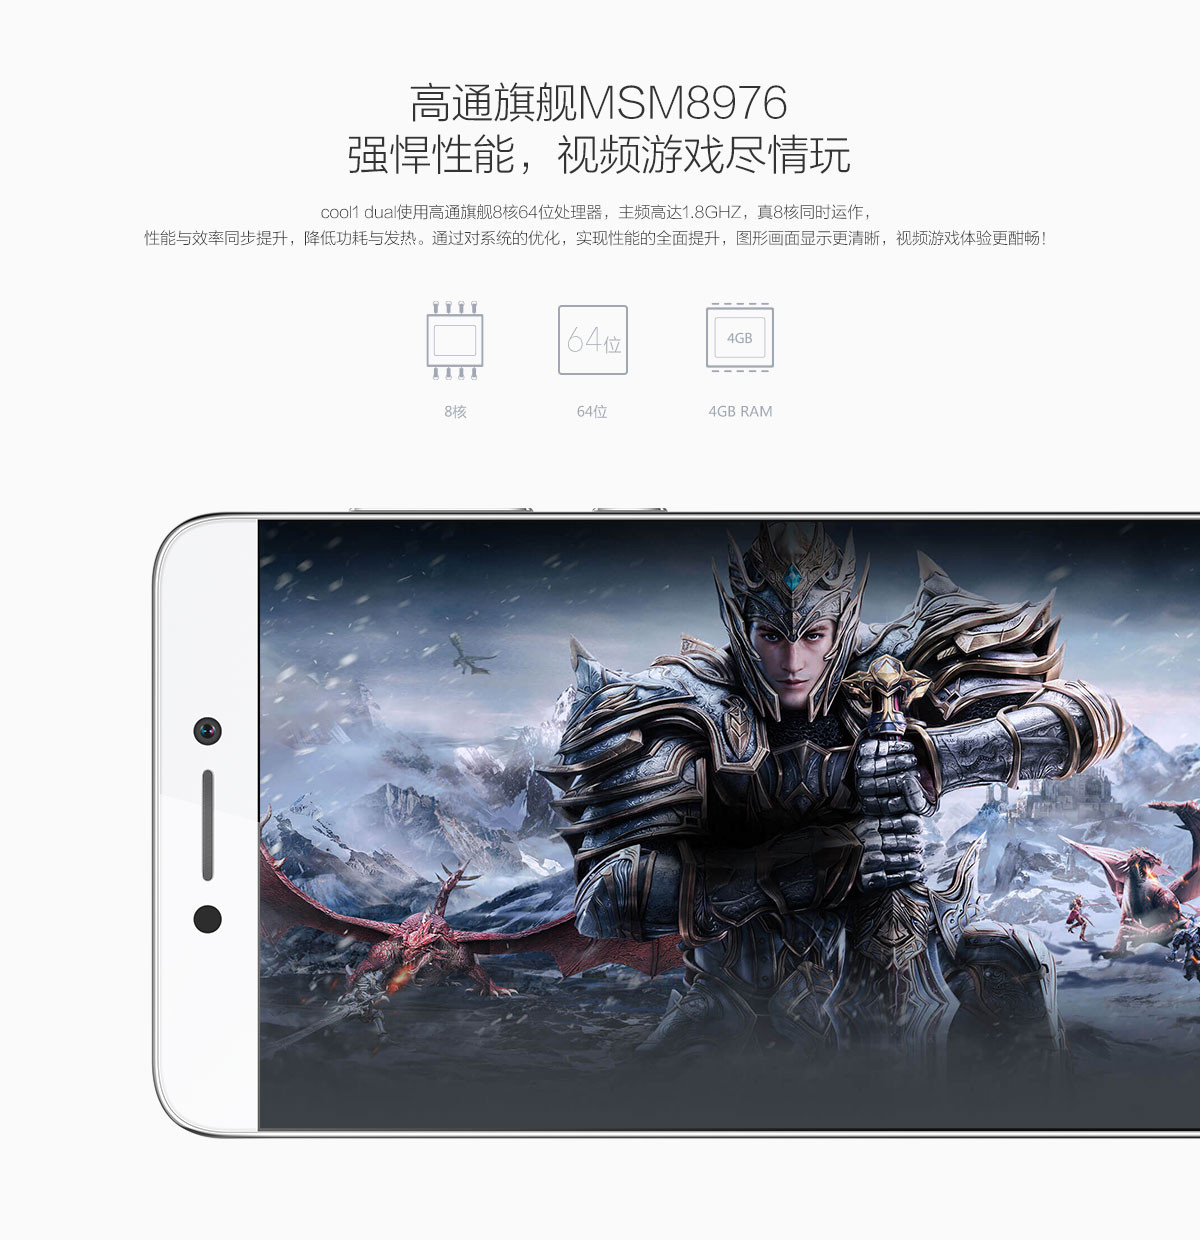 高通旗舰MSM8976
强悍性能，视频游戏尽情玩
cool1 dual使用高通旗舰8核64位处理器，主频高达1.8GHZ，真8核同时运作，
性能与效率同步提升，降低功耗与发热。通过对系统的优化，实现性能的全面提升，图形画面显示更清晰，视频游戏体验更酣畅！
64位
4GB
8核
64位
4GB RAM